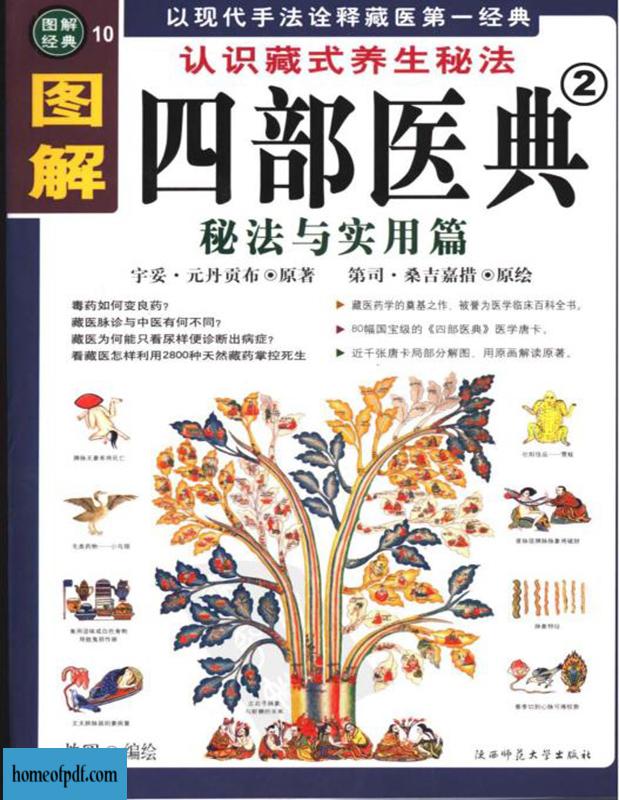 图解
经典
10
以现代手法诠释藏医第一经典
认识藏式养生秘法
图解
四部医典
②
秘法与实用篇
宇妥·元丹贡布◉原著 第司·桑吉嘉措◉原绘
毒药如何变良药?
藏医脉诊与中医有何不同?
藏医为何能只看尿样便诊断出病症?
看藏医怎样利用2800种天然藏药掌控死生
▶ 藏医药学的奠基之作,被誉为医学临床百科全书。
▶ 80幅国宝级的《四部医典》医学唐卡。
▶ 近千张唐卡局部分解图,用原画解读原著。
脉象特征
编绘
陕西师范大学出版社
homeofpdf.com